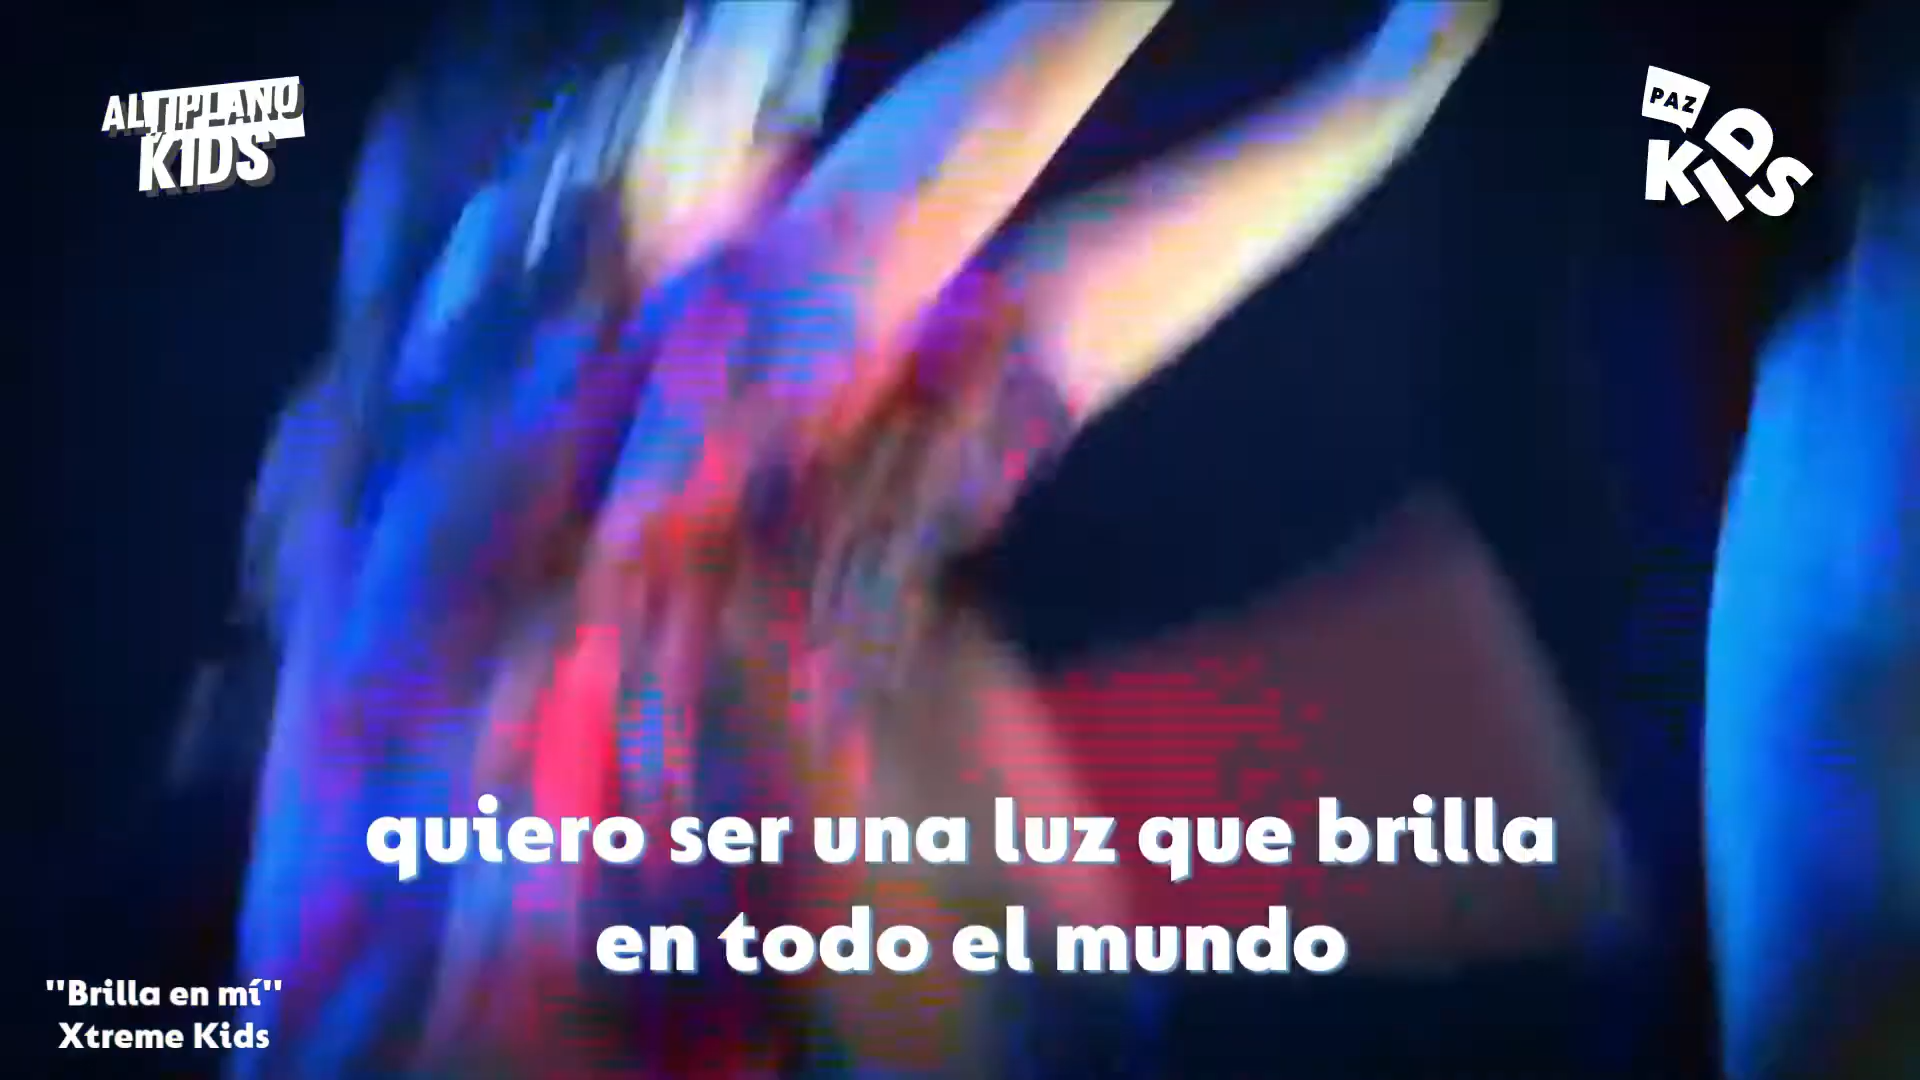 ALTIPLANO
KIDS
PAZ
KIDS
quiero ser una luz que brilla
en todo el mundo
"Brilla en mí"
Xtreme Kids